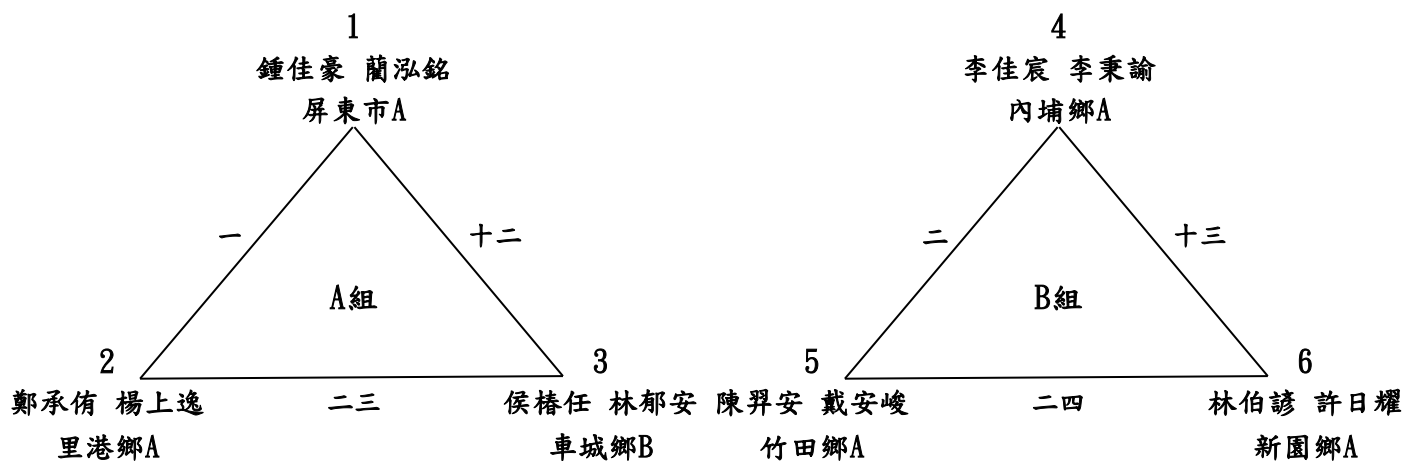 1
鍾佳豪 藺泓銘
屏東市A
一
十二
A組
2
3
鄭承侑 楊上逸
二三
侯椿任 林郁安
里港鄉A
車城鄉B
4
李佳宸 李秉諭
內埔鄉A
二
十三
B組
5
6
陳羿安 戴安峻
二四
林伯諺 許日耀
竹田鄉A
新園鄉A